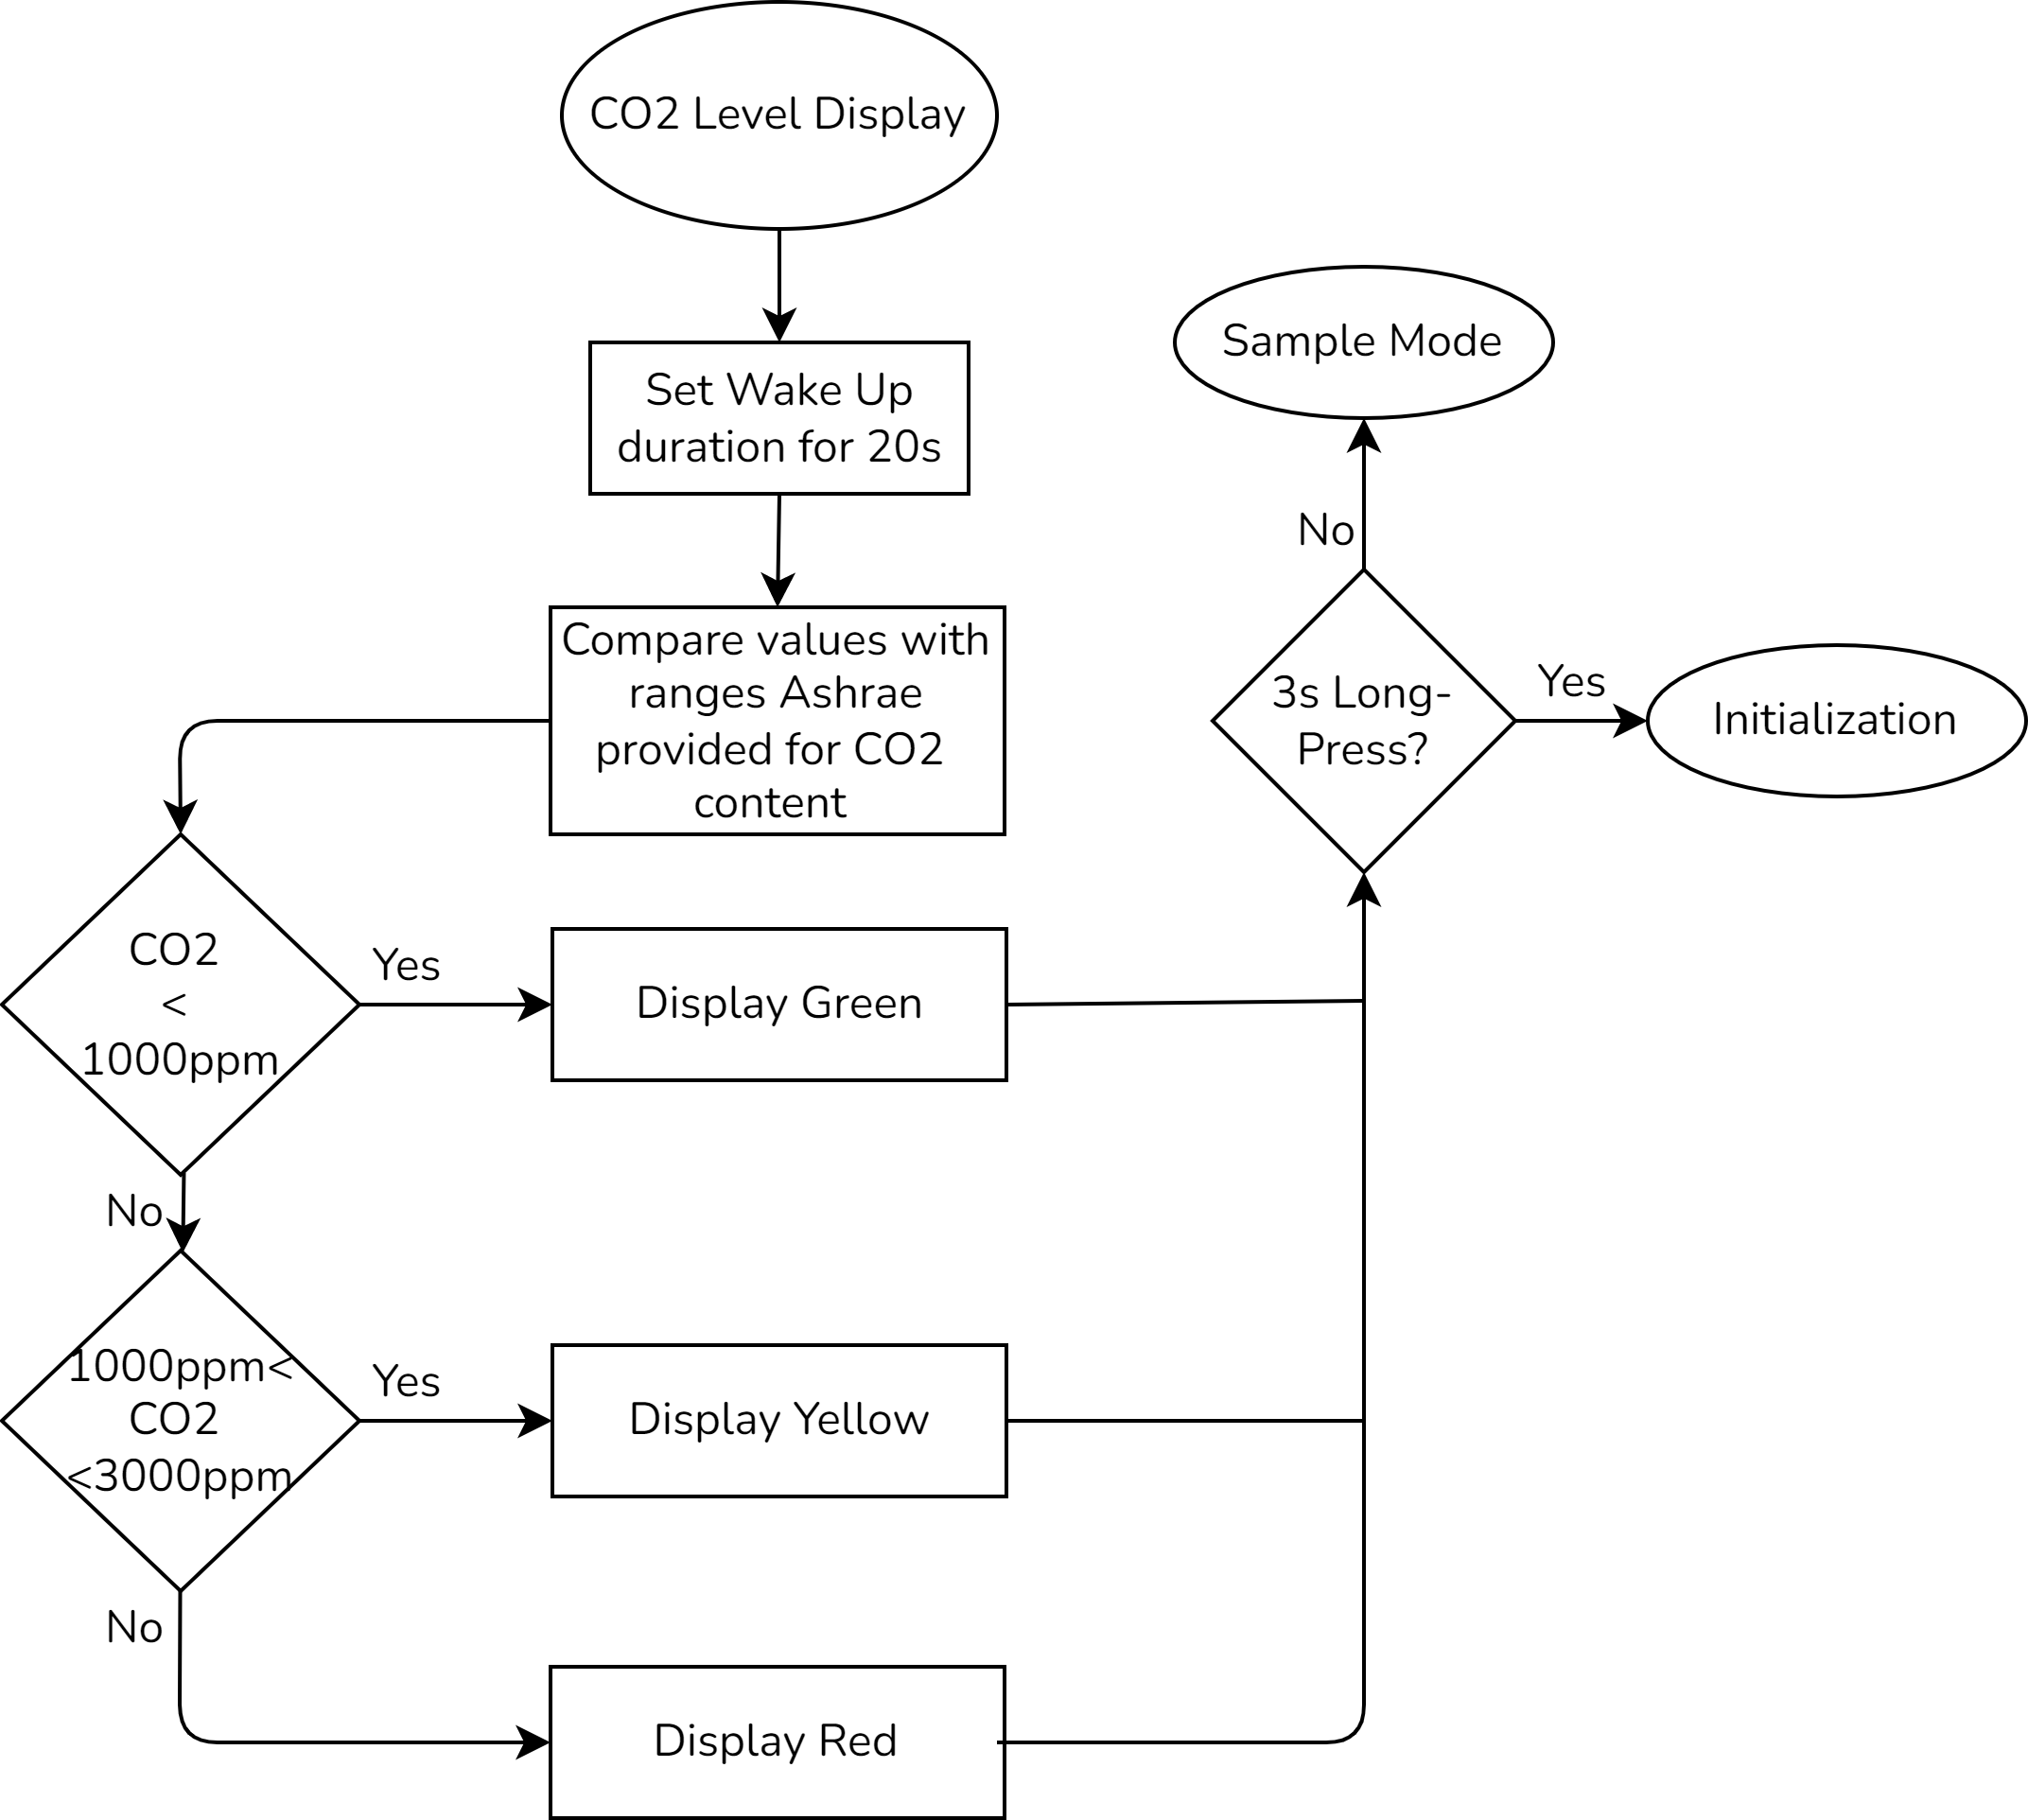 CO2 Level Display
Set Wake Up
duration for 20s
Compare values with
ranges Ashrae
provided for CO2
content
CO2
<
1000ppm
Yes
Display Green
No
1000ppm<
CO2
<3000ppm
Yes
Display Yellow
No
Display Red
3s Long-
Press?
No
Sample Mode
Yes
Initialization